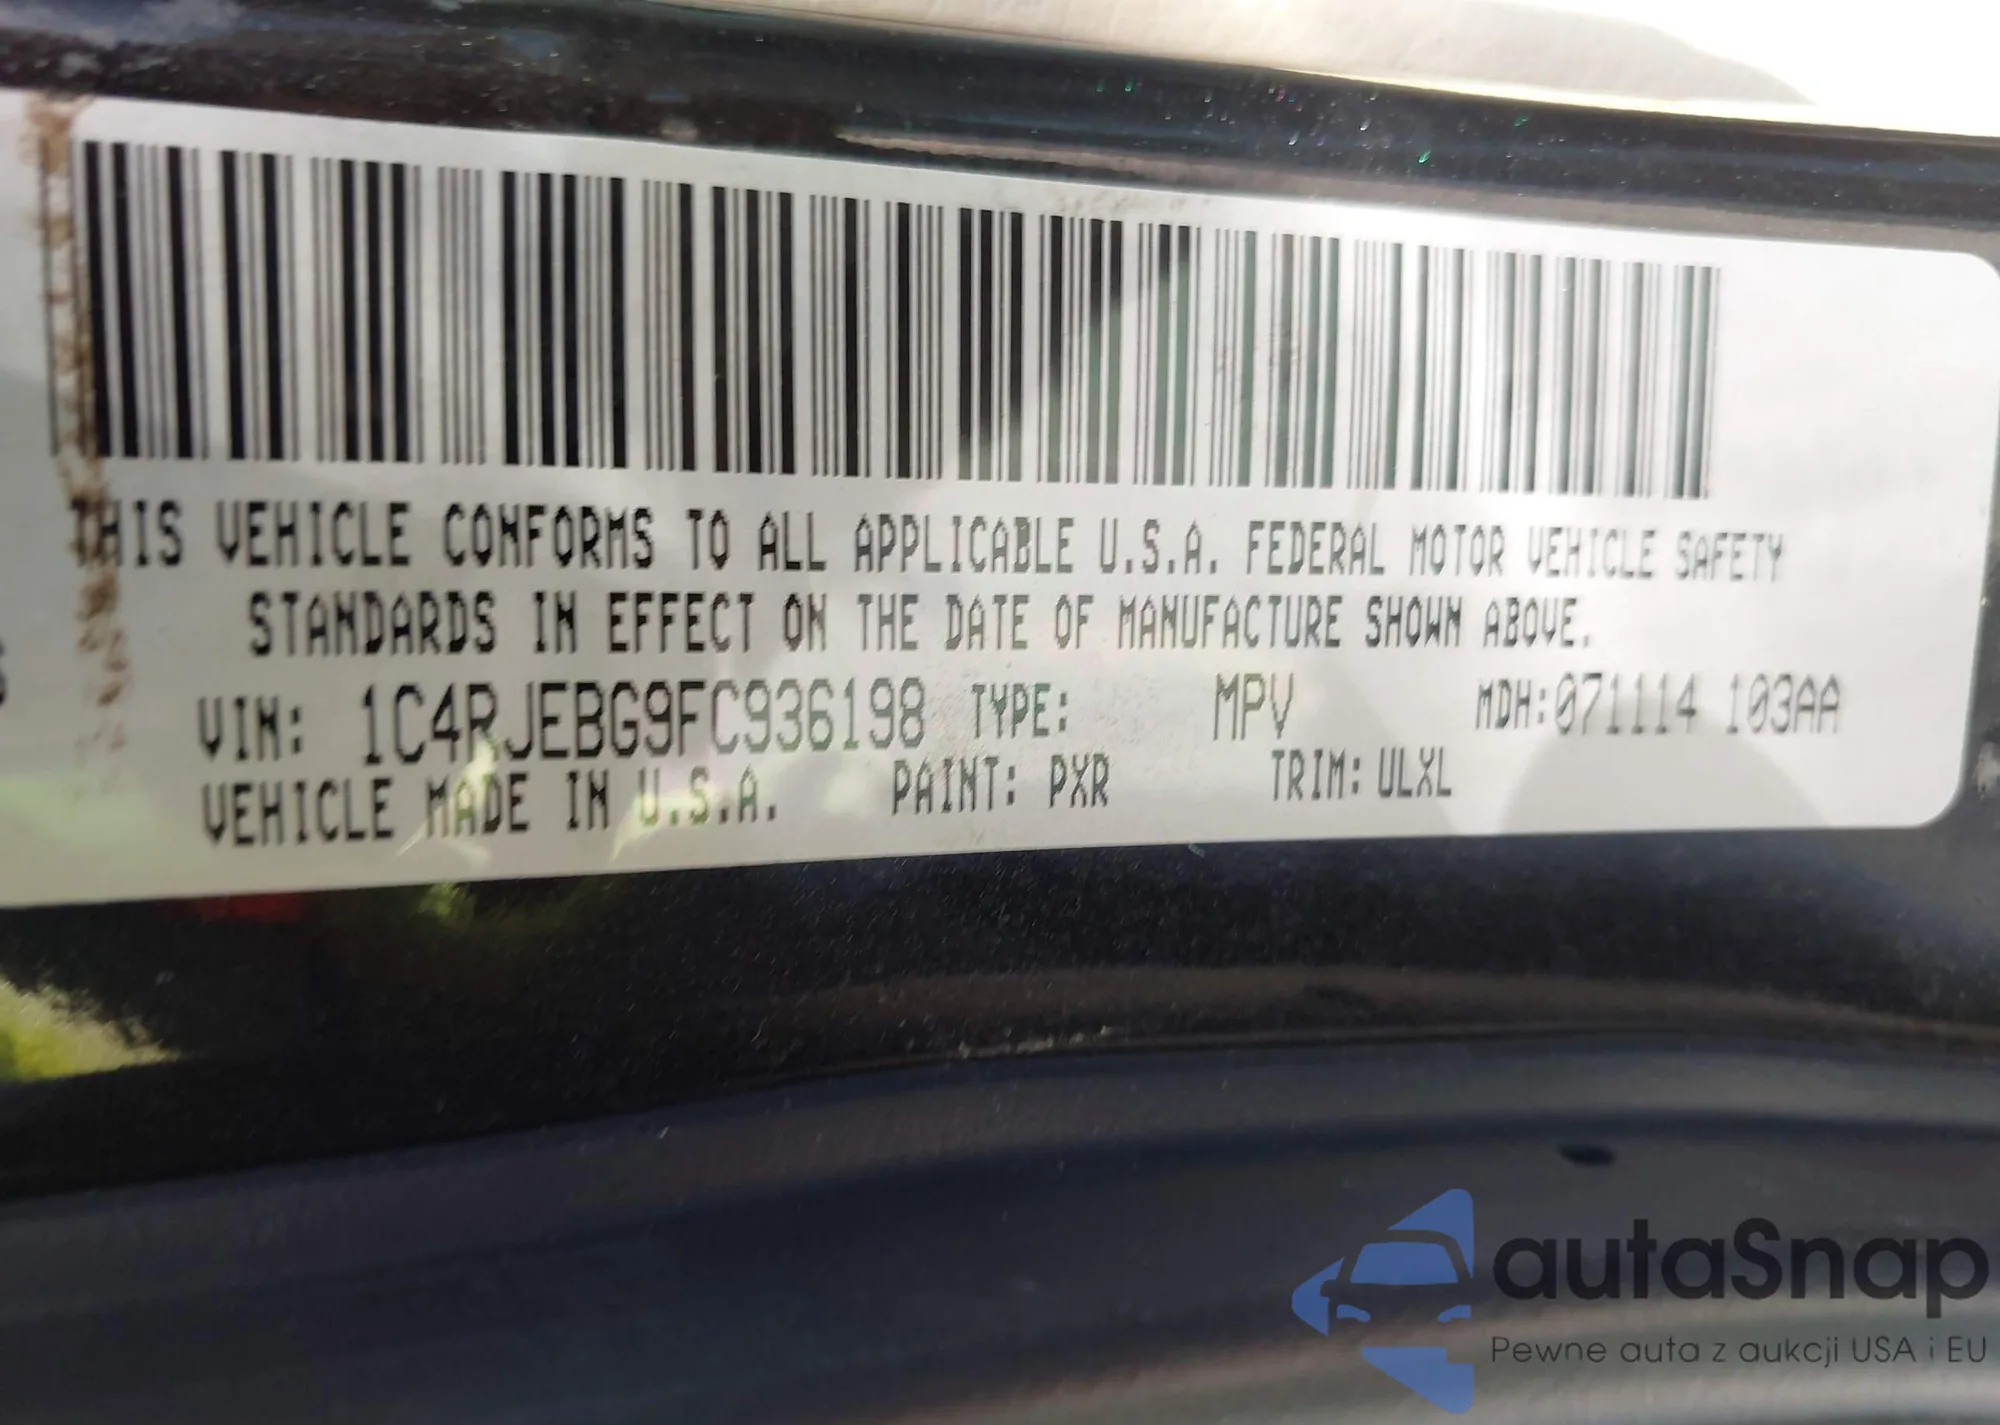 THIS VEHICLE CONFORMS TO ALL APPLICABLE U.S.A. FEDERAL MOTOR VEHICLE SAFETY
STANDARDS IN EFFECT ON THE DATE OF MANUFACTURE SHOWN ABOVE.
VIN: 1C4RJEBG9FC936198 TYPE: MPV MDH:071114 103AA
VEHICLE MADE IN U.S.A. PAINT: PXR TRIM: ULXL
autaSnap
Pewne auta z aukcji USA i EU